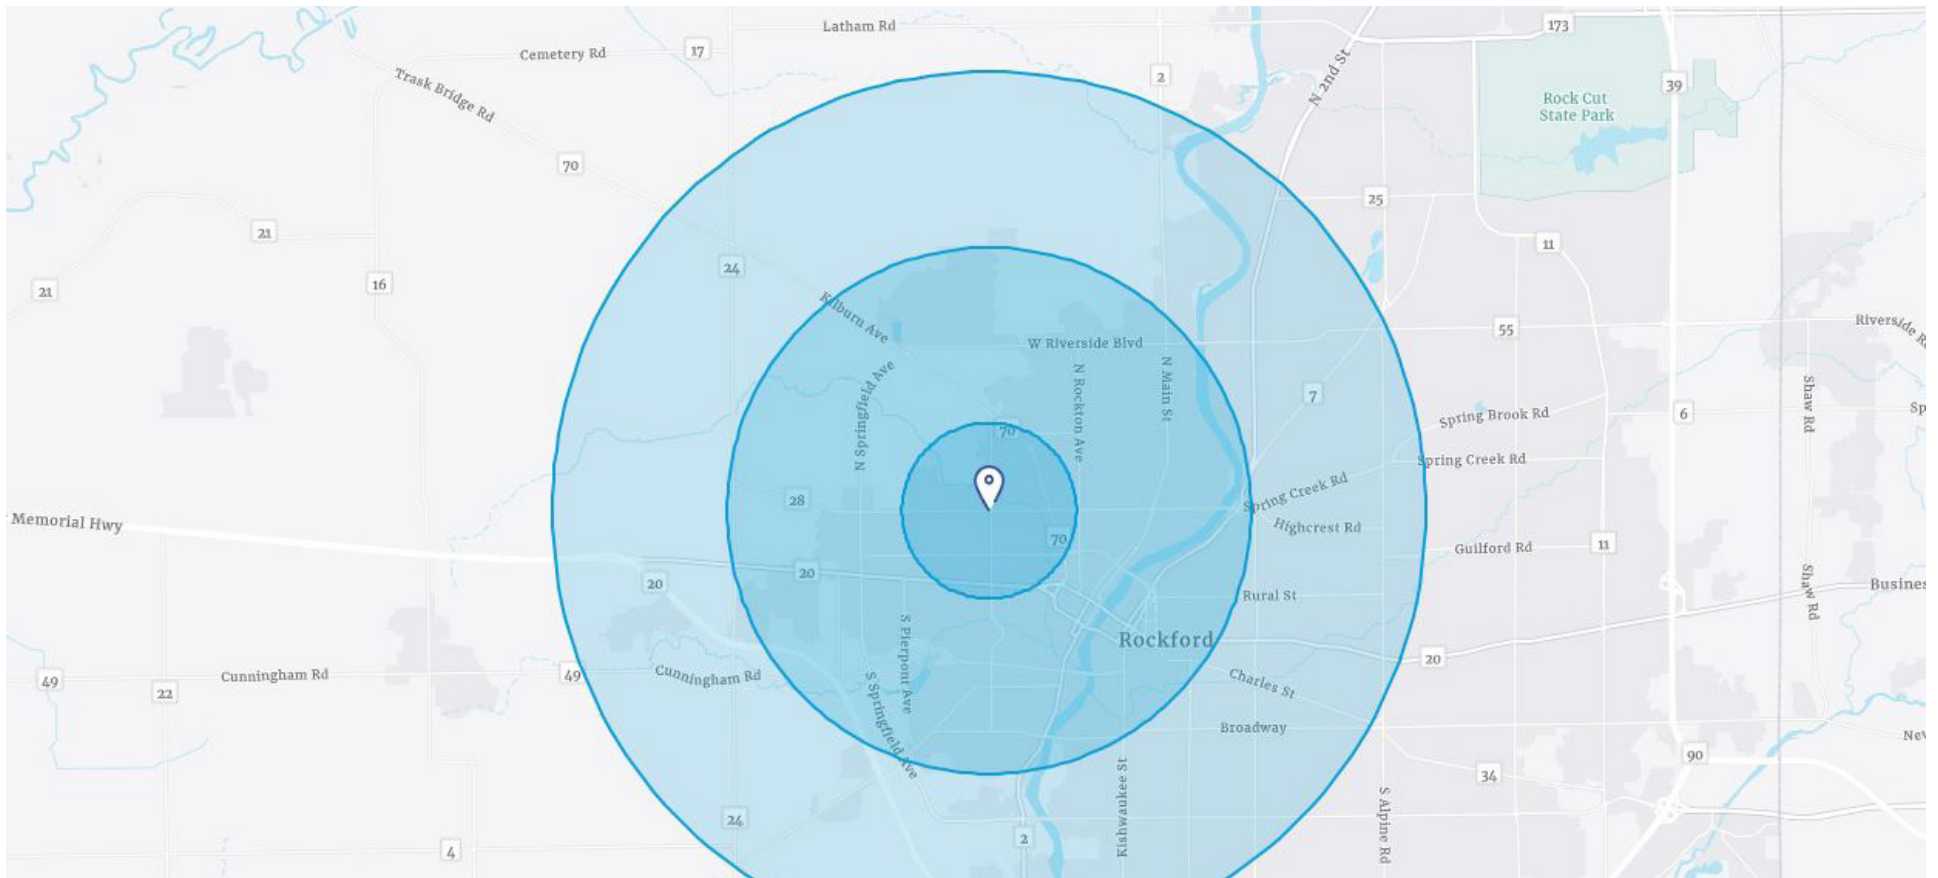 Latham Rd
173
Cemetery Rd
17
2
N 2nd St
Trask Bridge Rd
39
Rock Cut
State Park
70
25
21
11
24
16
21
Kilburn Ave
55
Riverside R
W Riverside Blvd
N Springfield Ave
N Rockton Ave
N Main St
7
Shaw Rd
Spring Brook Rd
6
Sp
70
Spring Creek Rd
28
Spring Creek Rd
Memorial Hwy
Highcrest Rd
70
Guilford Rd
11
20
20
Rural St
Shaw Rd
Busines
S Pierpont Ave
Rockford
20
49
Cunningham Rd
49
Cunningham Rd
22
Charles St
S Springfield Ave
Broadway
Nev
90
34
Kishwaukee St
S Alpine Rd
24
2
4